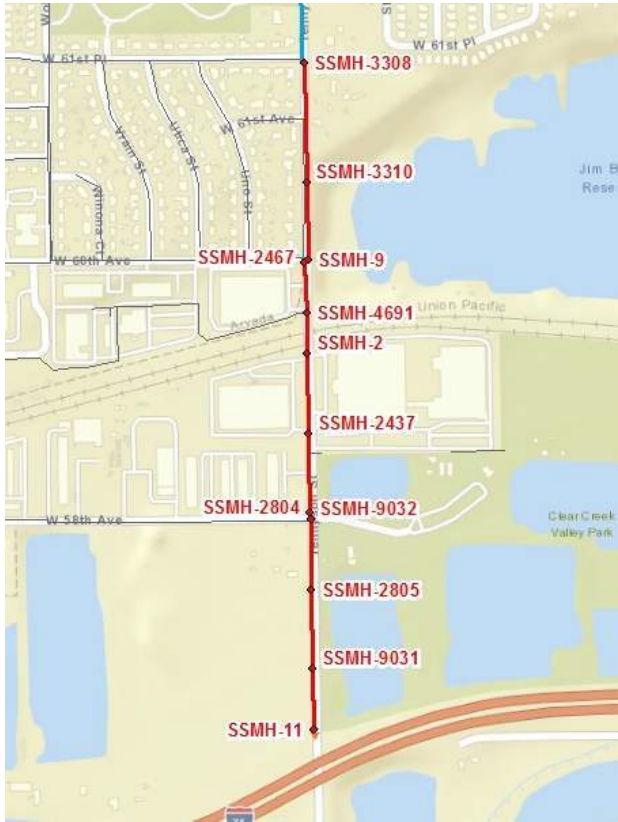 W 61st Pl
W 61st Pl
SSMH-3308
W 61st Ave
Vrain St
Utica St
Uno St
Winona Ct
SSMH-3310
Jim B
Rese
W 60th Ave
SSMH-2467
SSMH-9
SSMH-4691
Union Pacific
Arvada
SSMH-2
SSMH-2437
SSMH-2804
SSMH-9032
W 58th Ave
Tennyson St
Clear Creek
Valley Park
SSMH-2805
SSMH-9031
SSMH-11